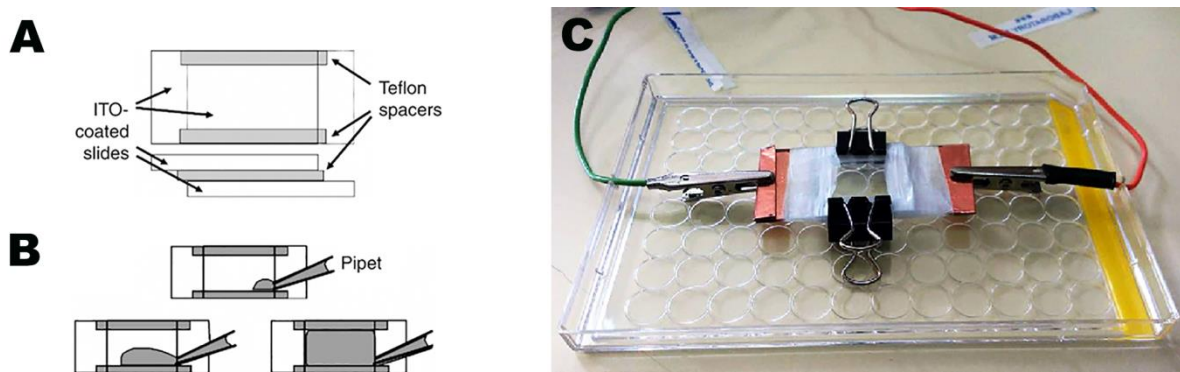 A
ITO-
coated
slides
Teflon
spacers
B
Pipet
C